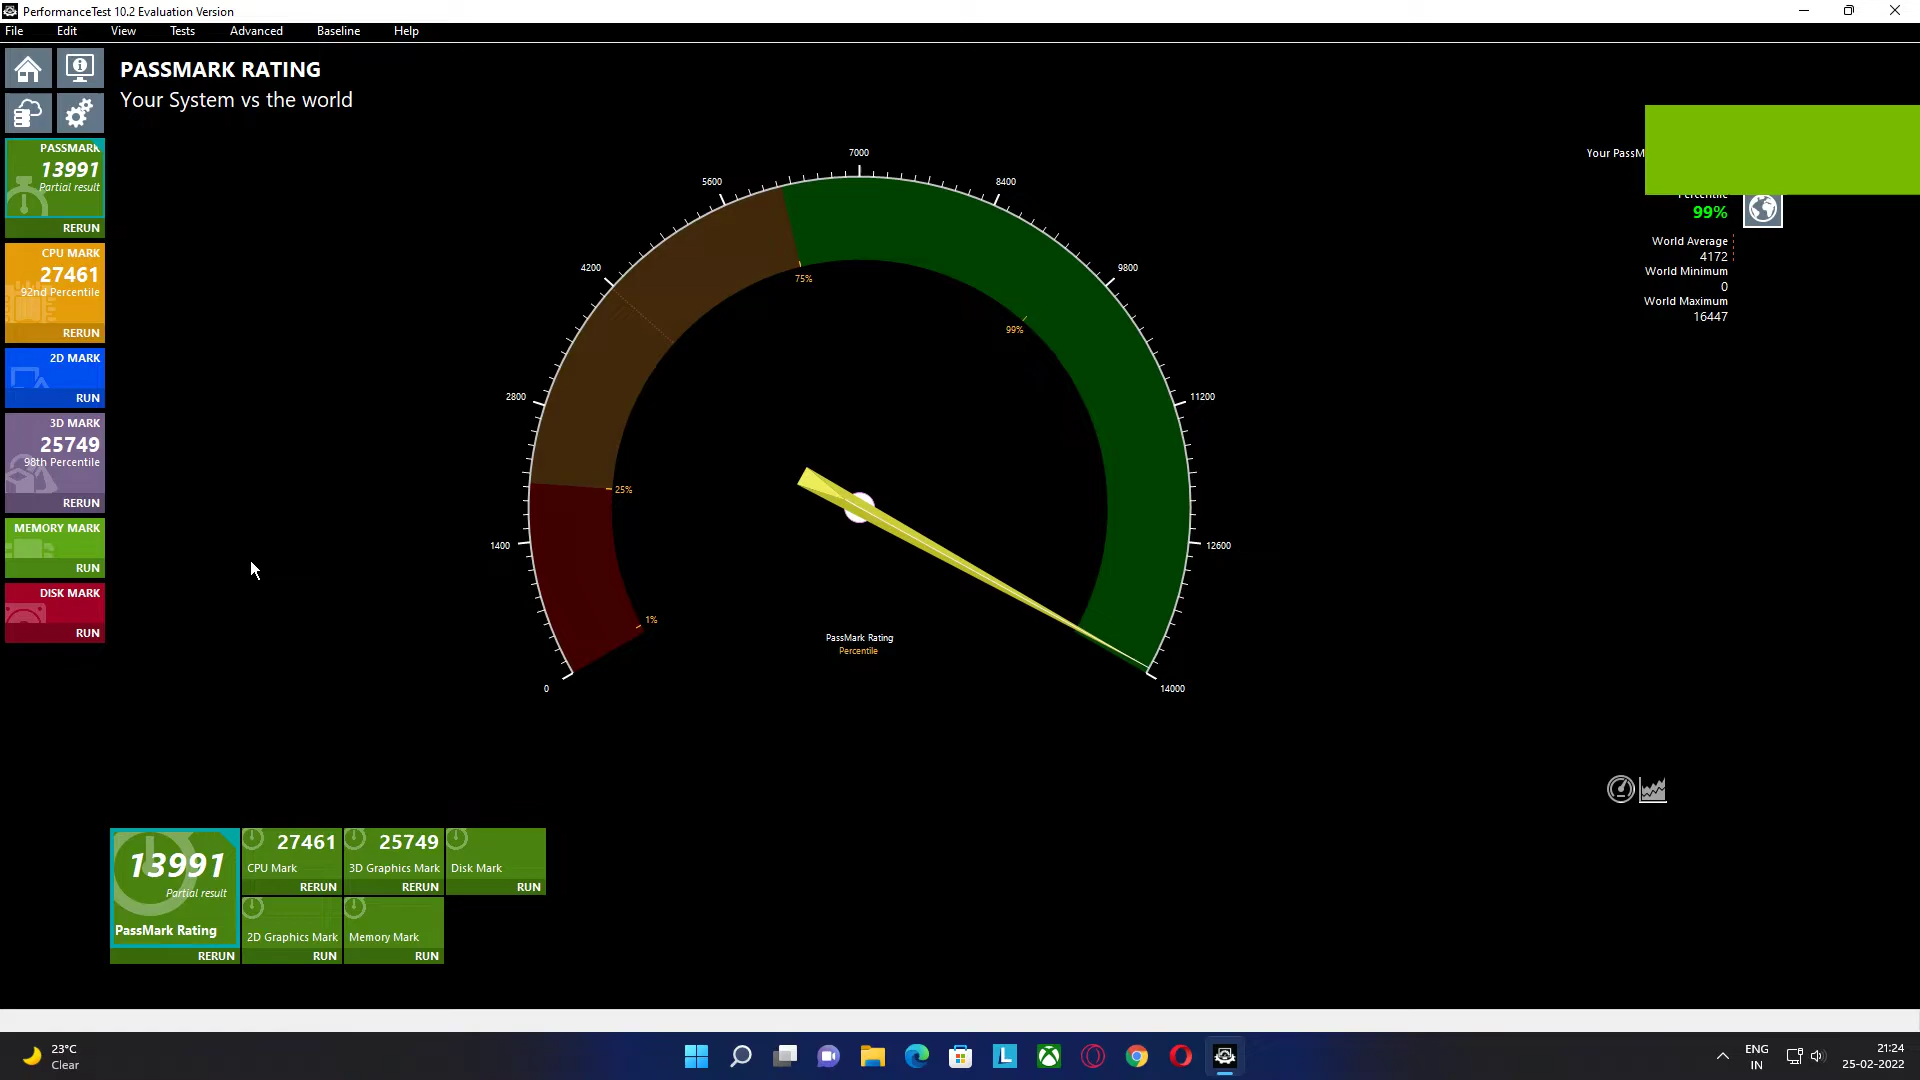 PerformanceTest 10.2 Evaluation Version
File Edit View Tests Advanced Baseline Help
PASSMARK RATING
Your System vs the world
PASSMARK
13991
Partial result
RERUN
CPU MARK
27461
92nd Percentile
RERUN
2D MARK
RUN
3D MARK
25749
98th Percentile
RERUN
MEMORY MARK
RUN
DISK MARK
RUN
0
1400
2800
4200
5600
7000
8400
9800
11200
12600
14000
1%
25%
75%
99%
PassMark Rating
Percentile
Your PassM
Percentile
99%
World Average
4172
World Minimum
0
World Maximum
16447
13991
Partial result
PassMark Rating
RERUN
27461
CPU Mark
RERUN
25749
3D Graphics Mark
RERUN
Disk Mark
RUN
2D Graphics Mark
RUN
Memory Mark
RUN
23°C
Clear
L
ENG
IN
21:24
25-02-2022